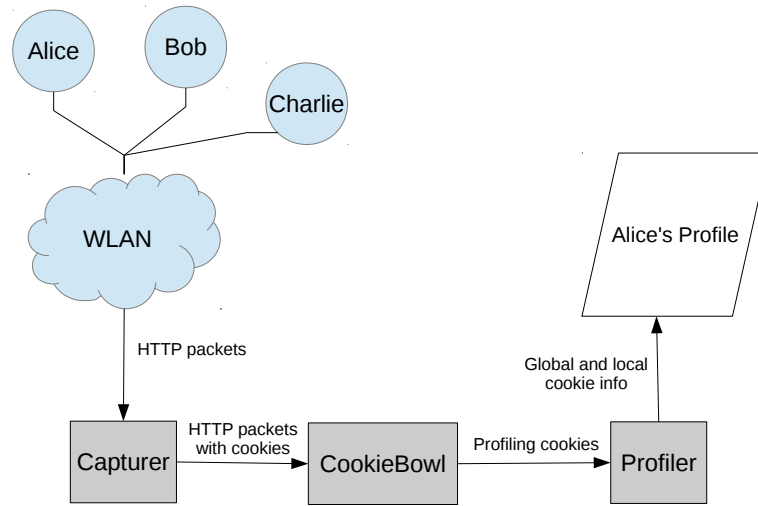 Alice
Bob
Charlie
WLAN
Alice's Profile
HTTP packets
Global and local
cookie info
HTTP packets
with cookies
Profiling cookies
Capturer
CookieBowl
Profiler